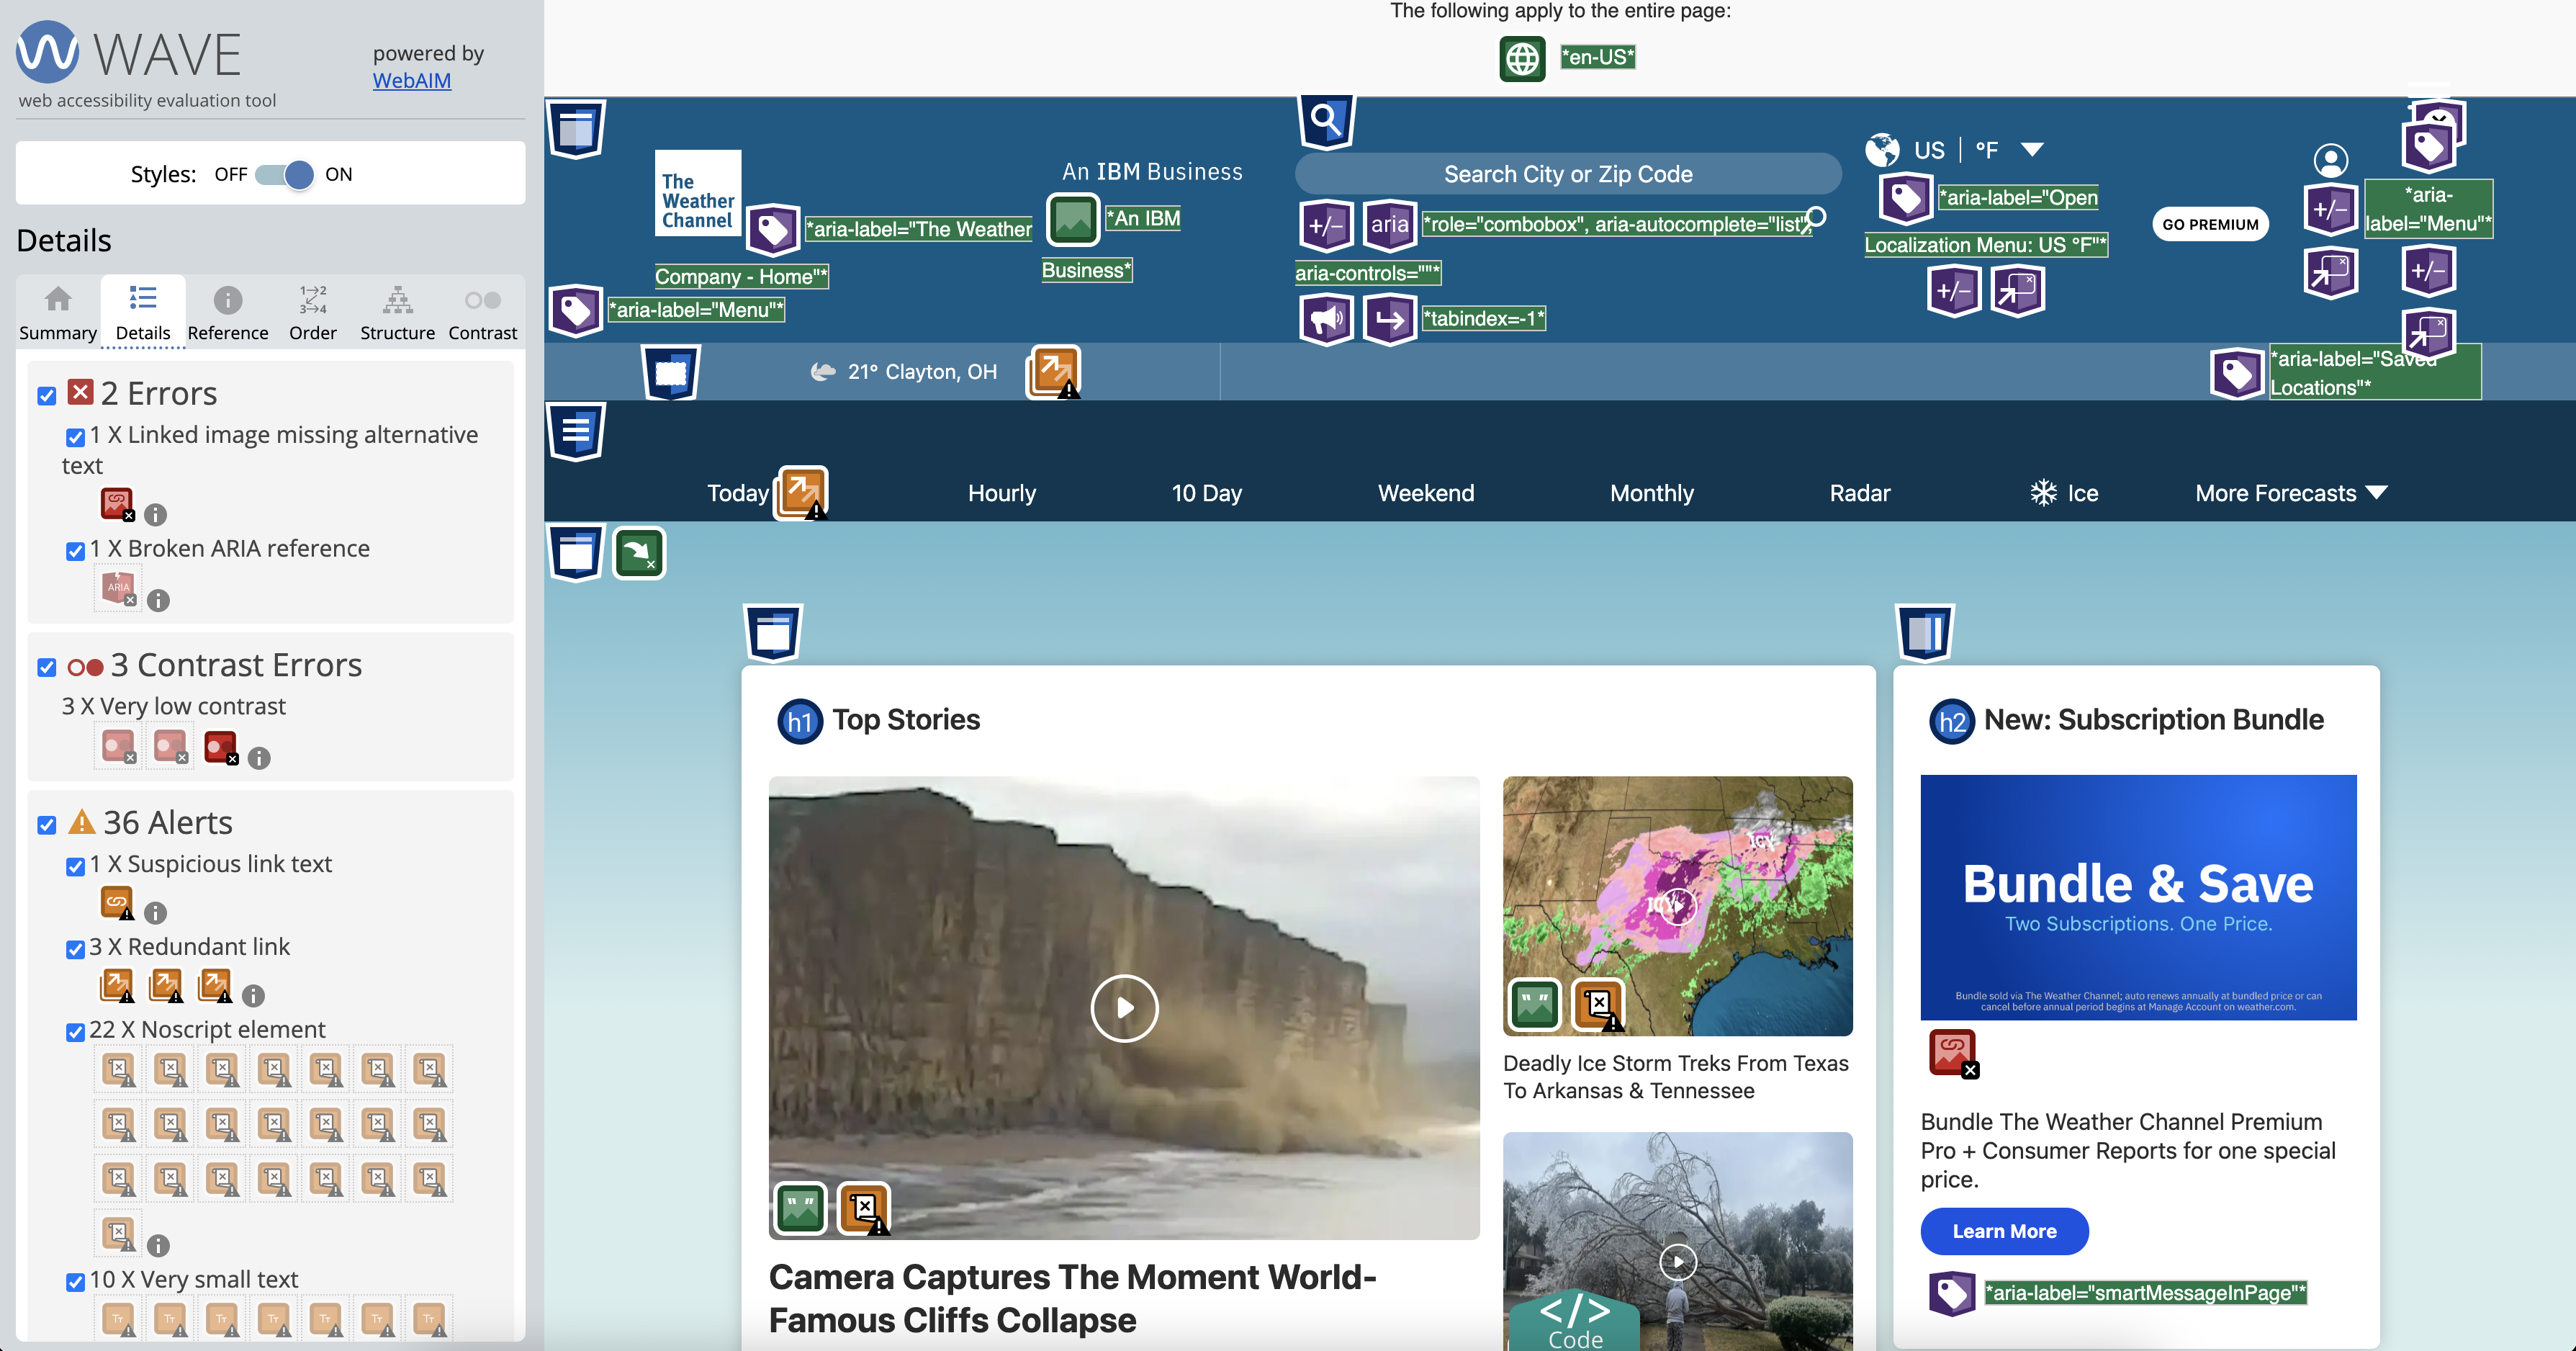 WAVE
powered by
WebAIM
web accessibility evaluation tool
Styles: OFF ON
Details
Summary
Details
Reference
Order
Structure
Contrast
2 Errors
1 X Linked image missing alternative
text
1 X Broken ARIA reference
ARIA
3 Contrast Errors
3 X Very low contrast
36 Alerts
1 X Suspicious link text
3 X Redundant link
22 X Noscript element
10 X Very small text
The following apply to the entire page:
*en-US*
The
Weather
Channel
*aria-label="The Weather
Company - Home"*
*aria-label="Menu"*
An IBM Business
*An IBM
Business*
Search City or Zip Code
+/-
aria
*role="combobox", aria-autocomplete="list",
aria-controls=""*
*tabindex=-1*
US | °F
*aria-label="Open
Localization Menu: US °F"*
+/-
GO PREMIUM
+/-
*aria-
label="Menu"*
+/-
21° Clayton, OH
*aria-label="Saved
Locations"*
Today
Hourly
10 Day
Weekend
Monthly
Radar
Ice
More Forecasts
h1 Top Stories
Camera Captures The Moment World-
Famous Cliffs Collapse
ICY
ICY
Deadly Ice Storm Treks From Texas
To Arkansas & Tennessee
</>
Code
h2 New: Subscription Bundle
Bundle & Save
Two Subscriptions. One Price.
Bundle sold via The Weather Channel; auto renews annually at bundled price or can
cancel before annual period begins at Manage Account on weather.com.
Bundle The Weather Channel Premium
Pro + Consumer Reports for one special
price.
Learn More
*aria-label="smartMessageInPage"*